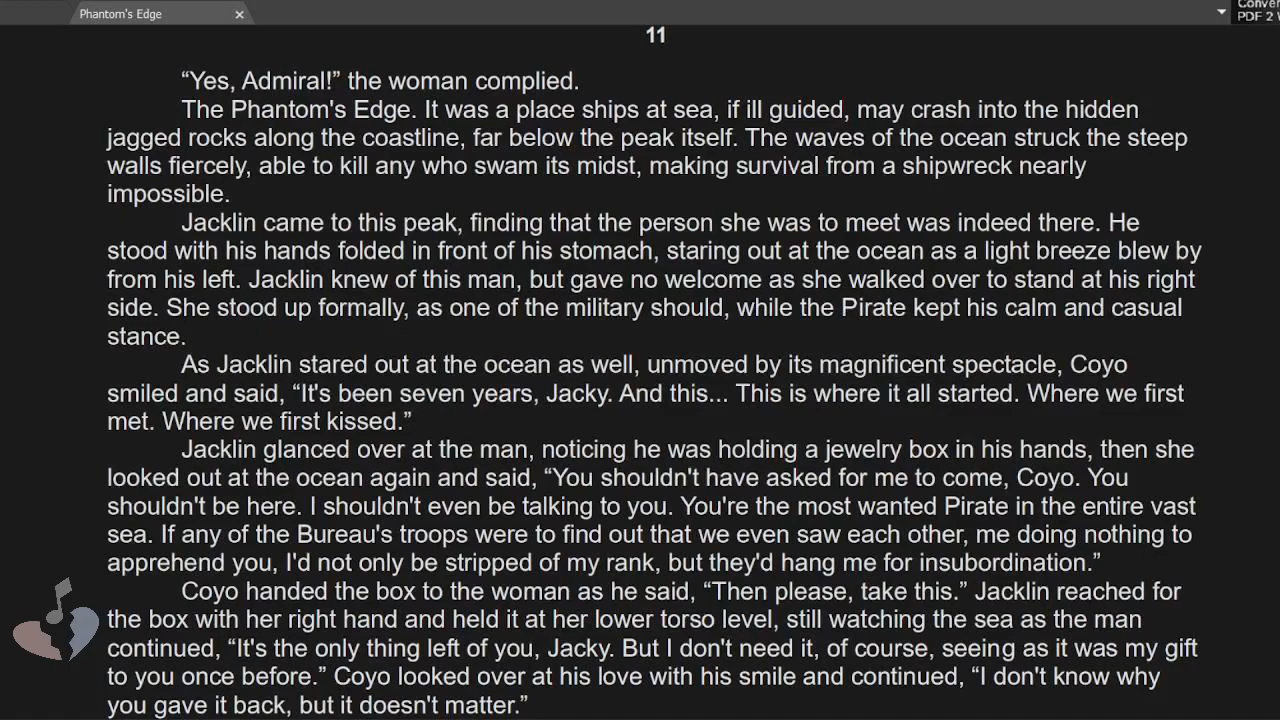 Phantom's Edge
Conver
PDF 2 W
11
“Yes, Admiral!” the woman complied.
The Phantom's Edge. It was a place ships at sea, if ill guided, may crash into the hidden
jagged rocks along the coastline, far below the peak itself. The waves of the ocean struck the steep
walls fiercely, able to kill any who swam its midst, making survival from a shipwreck nearly
impossible.
Jacklin came to this peak, finding that the person she was to meet was indeed there. He
stood with his hands folded in front of his stomach, staring out at the ocean as a light breeze blew by
from his left. Jacklin knew of this man, but gave no welcome as she walked over to stand at his right
side. She stood up formally, as one of the military should, while the Pirate kept his calm and casual
stance.
As Jacklin stared out at the ocean as well, unmoved by its magnificent spectacle, Coyo
smiled and said, “It's been seven years, Jacky. And this... This is where it all started. Where we first
met. Where we first kissed.”
Jacklin glanced over at the man, noticing he was holding a jewelry box in his hands, then she
looked out at the ocean again and said, “You shouldn't have asked for me to come, Coyo. You
shouldn't be here. I shouldn't even be talking to you. You're the most wanted Pirate in the entire vast
sea. If any of the Bureau's troops were to find out that we even saw each other, me doing nothing to
apprehend you, I'd not only be stripped of my rank, but they'd hang me for insubordination.”
Coyo handed the box to the woman as he said, “Then please, take this.” Jacklin reached for
the box with her right hand and held it at her lower torso level, still watching the sea as the man
continued, “It's the only thing left of you, Jacky. But I don't need it, of course, seeing as it was my gift
to you once before.” Coyo looked over at his love with his smile and continued, “I don't know why
you gave it back, but it doesn't matter.”